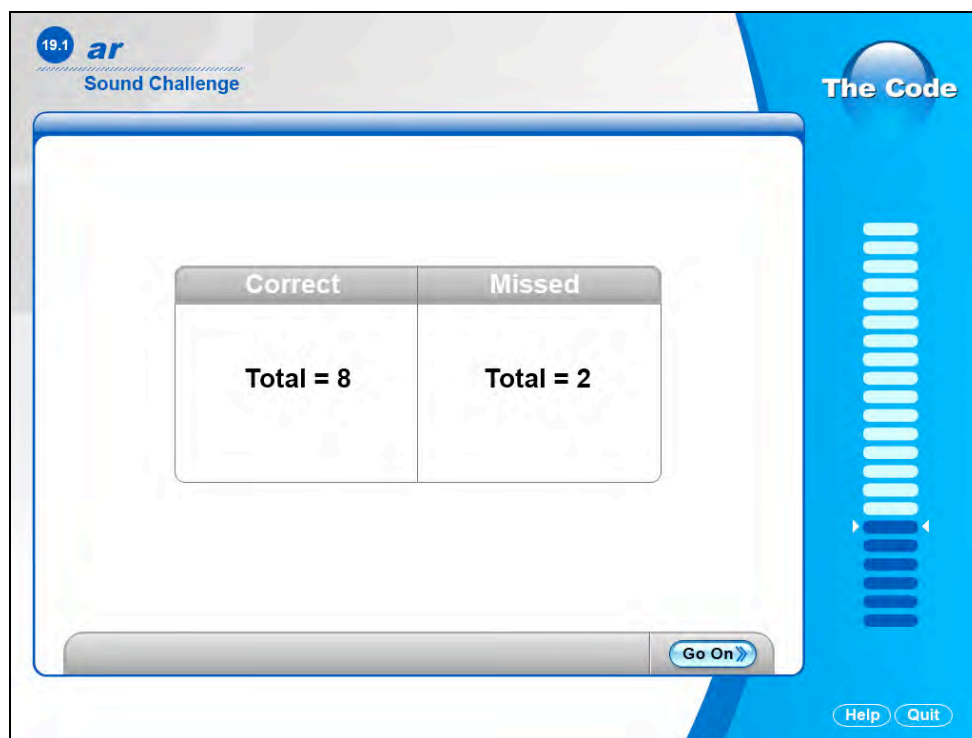 19.1 ar
Sound Challenge
The Code
Correct Missed
Total = 8 Total = 2
Go On
Help Quit